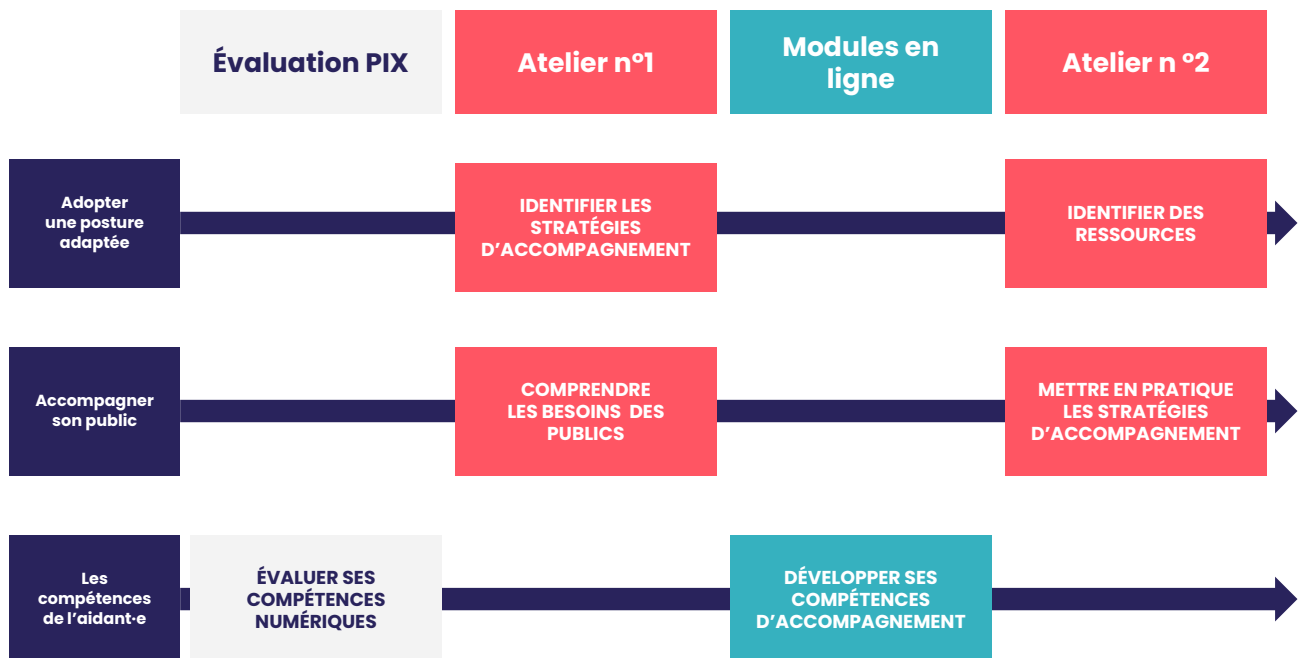 Évaluation PIX
Atelier n°1
Modules en
ligne
Atelier n °2
Adopter
une posture
adaptée
IDENTIFIER LES
STRATÉGIES
D’ACCOMPAGNEMENT
IDENTIFIER DES
RESSOURCES
Accompagner
son public
COMPRENDRE
LES BESOINS DES
PUBLICS
METTRE EN PRATIQUE
LES STRATÉGIES
D’ACCOMPAGNEMENT
Les
compétences
de l’aidant·e
ÉVALUER SES
COMPÉTENCES
NUMÉRIQUES
DÉVELOPPER SES
COMPÉTENCES
D’ACCOMPAGNEMENT